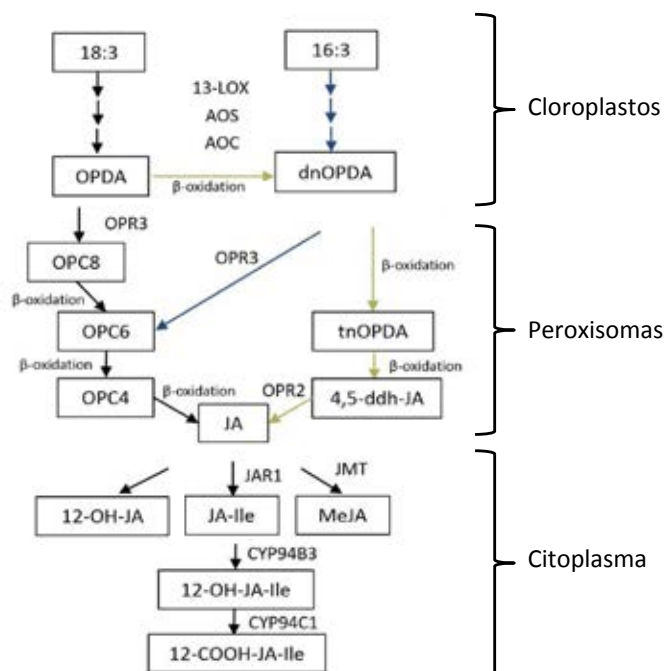 18:3
16:3
13-LOX
AOS
AOC
Cloroplastos
OPDA
β-oxidation
dnOPDA
OPR3
OPC8
OPR3
β-oxidation
β-oxidation
OPC6
tnOPDA
Peroxisomas
β-oxidation
β-oxidation
OPC4
β-oxidation
OPR2
4,5-ddh-JA
JA
JAR1
JMT
12-OH-JA
JA-Ile
MeJA
CYP94B3
Citoplasma
12-OH-JA-Ile
CYP94C1
12-COOH-JA-Ile